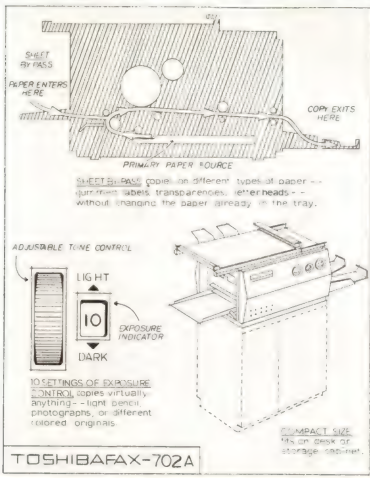 SHEET
BY PASS
PAPER ENTERS
HERE
COPY EXITS
HERE
PRIMARY PAPER SOURCE
SHEET BY-PASS copies on different types of paper --
gummed labels, transparencies, letterheads --
without changing the paper already in the tray.
ADJUSTABLE TONE CONTROL
LIGHT
10
EXPOSURE
INDICATOR
DARK
10 SETTINGS OF EXPOSURE
CONTROL copies virtually
anything -- light pencil,
photographs, or different
colored originals.
COMPACT SIZE
fits on desk or
storage cabinet.
TOSHIBAFAX-702A